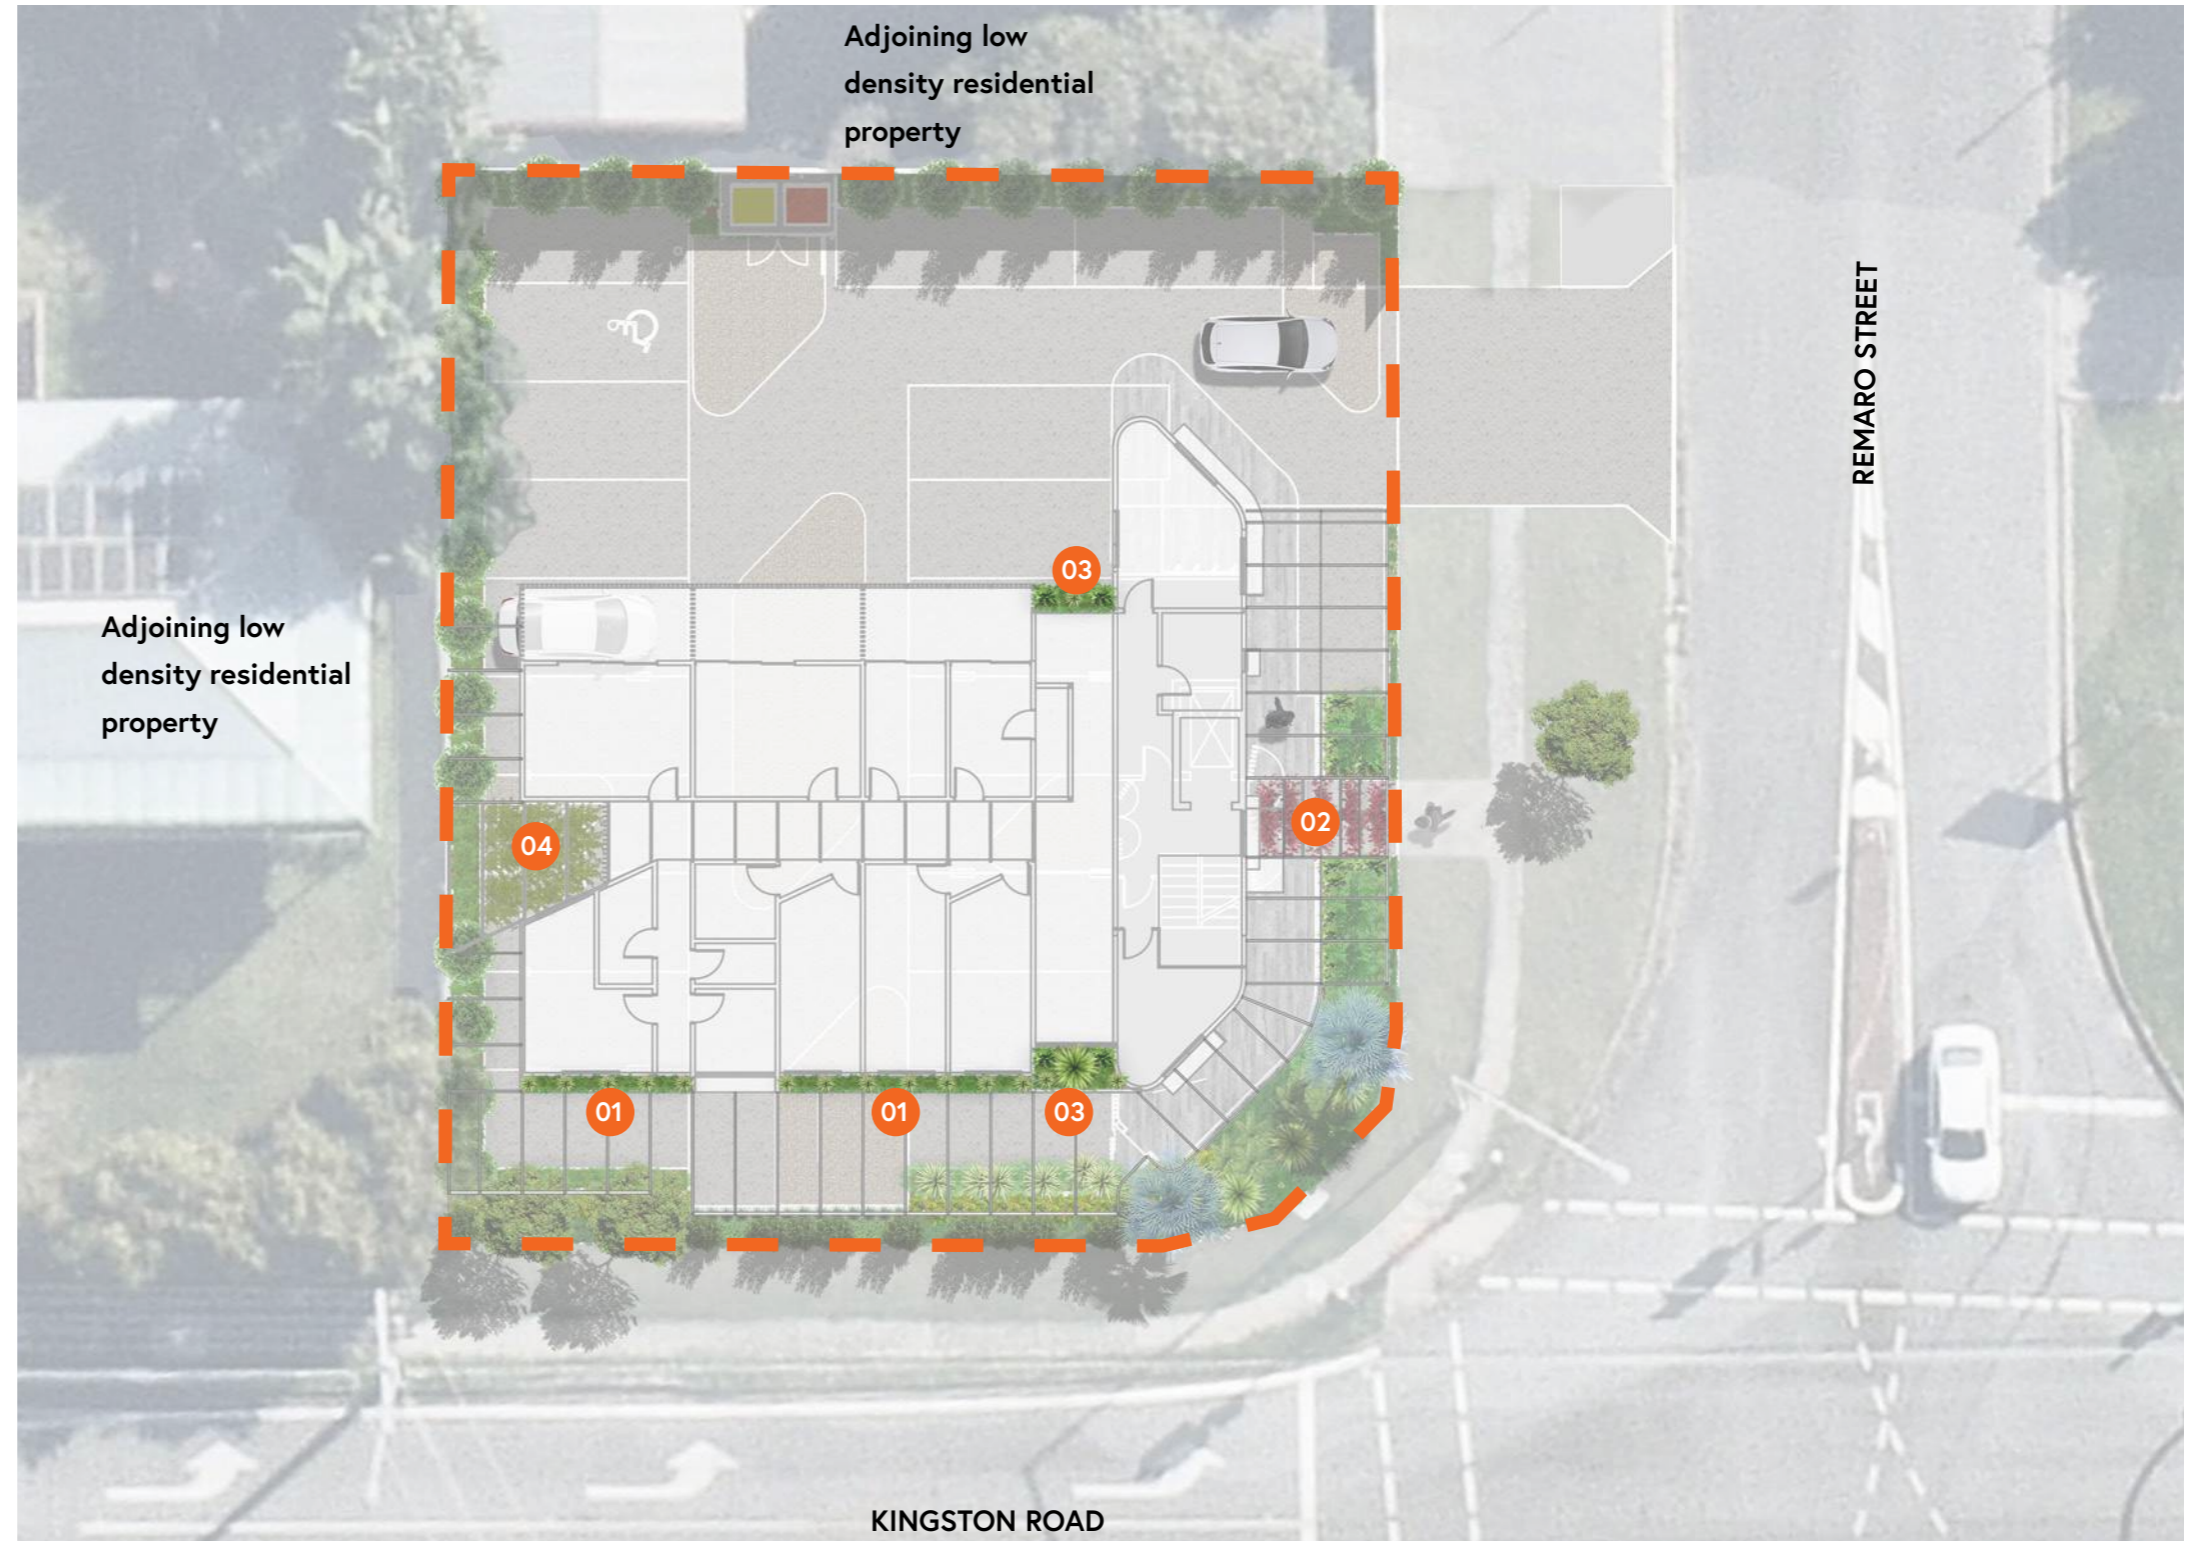 Adjoining low
density residential
property
REMARO STREET
03
Adjoining low
density residential
property
02
04
01
01
03
KINGSTON ROAD